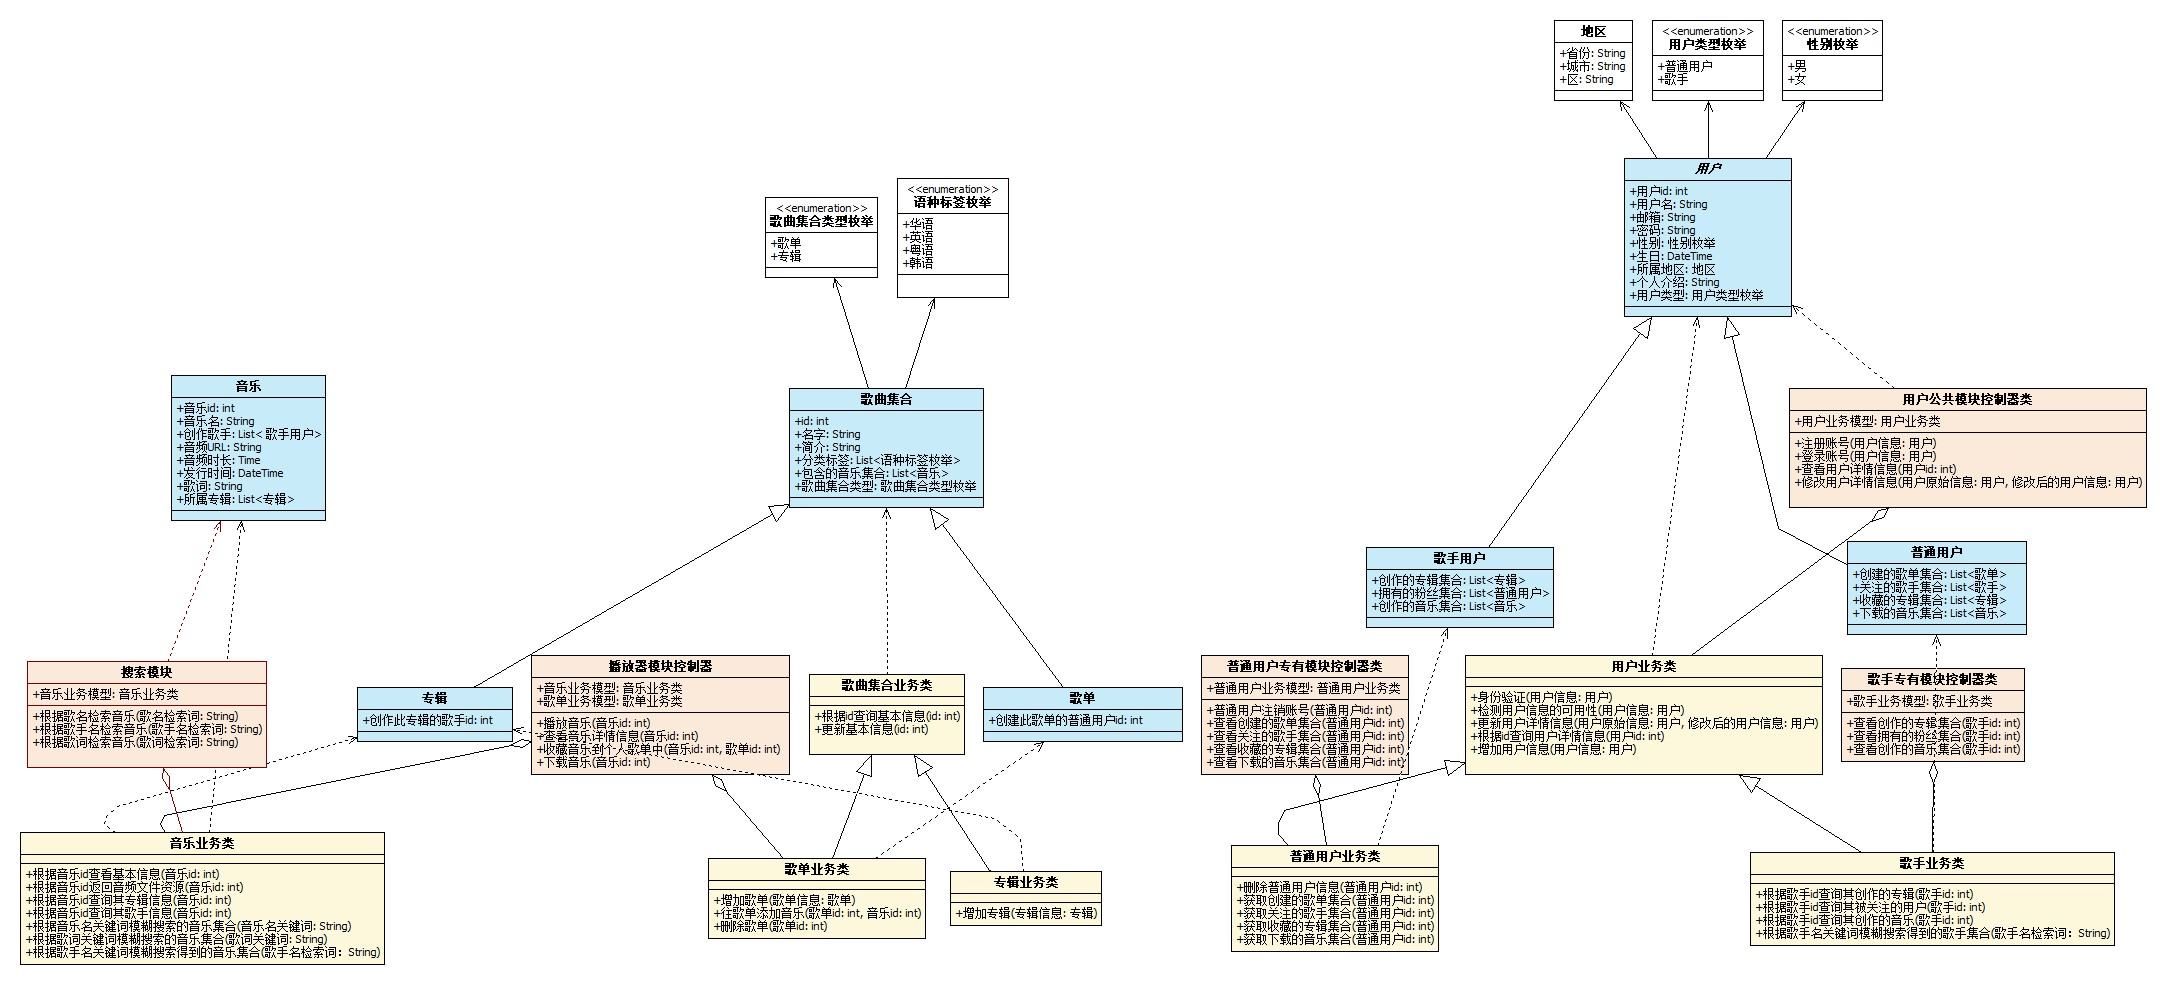 地区
+省份: String
+城市: String
+区: String
<<enumeration>>
用户类型枚举
+普通用户
+歌手
<<enumeration>>
性别枚举
+男
+女
用户
+用户id: int
+用户名: String
+邮箱: String
+密码: String
+性别: 性别枚举
+生日: DateTime
+所属地区: 地区
+个人介绍: String
+用户类型: 用户类型枚举
<<enumeration>>
歌曲集合类型枚举
+歌单
+专辑
<<enumeration>>
语种标签枚举
+华语
+英语
+粤语
+韩语
音乐
+音乐id: int
+音乐名: String
+创作歌手: List< 歌手用户>
+音频URL: String
+音频时长: Time
+发行时间: DateTime
+歌词: String
+所属专辑: List<专辑>
歌曲集合
+id: int
+名字: String
+简介: String
+分类标签: List<语种标签枚举>
+包含的音乐集合: List<音乐>
+歌曲集合类型: 歌曲集合类型枚举
用户公共模块控制器类
+用户业务模型: 用户业务类
+注册账号(用户信息: 用户)
+登录账号(用户信息: 用户)
+查看用户详情信息(用户id: int)
+修改用户详情信息(用户原始信息: 用户, 修改后的用户信息: 用户)
歌手用户
+创作的专辑集合: List<专辑>
+拥有的粉丝集合: List<普通用户>
+创作的音乐集合: List<音乐>
普通用户
+创建的歌单集合: List<歌单>
+关注的歌手集合: List<歌手>
+收藏的专辑集合: List<专辑>
+下载的音乐集合: List<音乐>
搜索模块
+音乐业务模型: 音乐业务类
+根据歌名检索音乐(歌名检索词: String)
+根据歌手名检索音乐(歌手名检索词: String)
+根据歌词检索音乐(歌词检索词: String)
专辑
+创作此专辑的歌手id: int
播放器模块控制器
+音乐业务模型: 音乐业务类
+歌单业务模型: 歌单业务类
+播放音乐(音乐id: int)
+查看音乐详情信息(音乐id: int)
+收藏音乐到个人歌单中(音乐id: int, 歌单id: int)
+下载音乐(音乐id: int)
歌曲集合业务类
+根据id查询基本信息(id: int)
+更新基本信息(id: int)
歌单
+创建此歌单的普通用户id: int
普通用户专有模块控制器类
+普通用户业务模型: 普通用户业务类
+普通用户注销账号(普通用户id: int)
+查看创建的歌单集合(普通用户id: int)
+查看关注的歌手集合(普通用户id: int)
+查看收藏的专辑集合(普通用户id: int)
+查看下载的音乐集合(普通用户id: int)
用户业务类
+身份验证(用户信息: 用户)
+检测用户信息的可用性(用户信息: 用户)
+更新用户详情信息(用户原始信息: 用户, 修改后的用户信息: 用户)
+根据id查询用户详情信息(用户id: int)
+增加用户信息(用户信息: 用户)
歌手专有模块控制器类
+歌手业务模型: 歌手业务类
+查看创作的专辑集合(歌手id: int)
+查看拥有的粉丝集合(歌手id: int)
+查看创作的音乐集合(歌手id: int)
音乐业务类
+根据音乐id查看基本信息(音乐id: int)
+根据音乐id返回音频文件资源(音乐id: int)
+根据音乐id查询其专辑信息(音乐id: int)
+根据音乐id查询其歌手信息(音乐id: int)
+根据音乐名关键词模糊搜索的音乐集合(音乐名关键词: String)
+根据歌词关键词模糊搜索的音乐集合(歌词关键词: String)
+根据歌手名关键词模糊搜索得到的音乐集合(歌手名检索词: String)
歌单业务类
+增加歌单(歌单信息: 歌单)
+往歌单添加音乐(歌单id: int, 音乐id: int)
+删除歌单(歌单id: int)
专辑业务类
+增加专辑(专辑信息: 专辑)
普通用户业务类
+删除普通用户信息(普通用户id: int)
+获取创建的歌单集合(普通用户id: int)
+获取关注的歌手集合(普通用户id: int)
+获取收藏的专辑集合(普通用户id: int)
+获取下载的音乐集合(普通用户id: int)
歌手业务类
+根据歌手id查询其创作的专辑(歌手id: int)
+根据歌手id查询其被关注的用户(歌手id: int)
+根据歌手id查询其创作的音乐(歌手id: int)
+根据歌手名关键词模糊搜索得到的歌手集合(歌手名检索词: String)